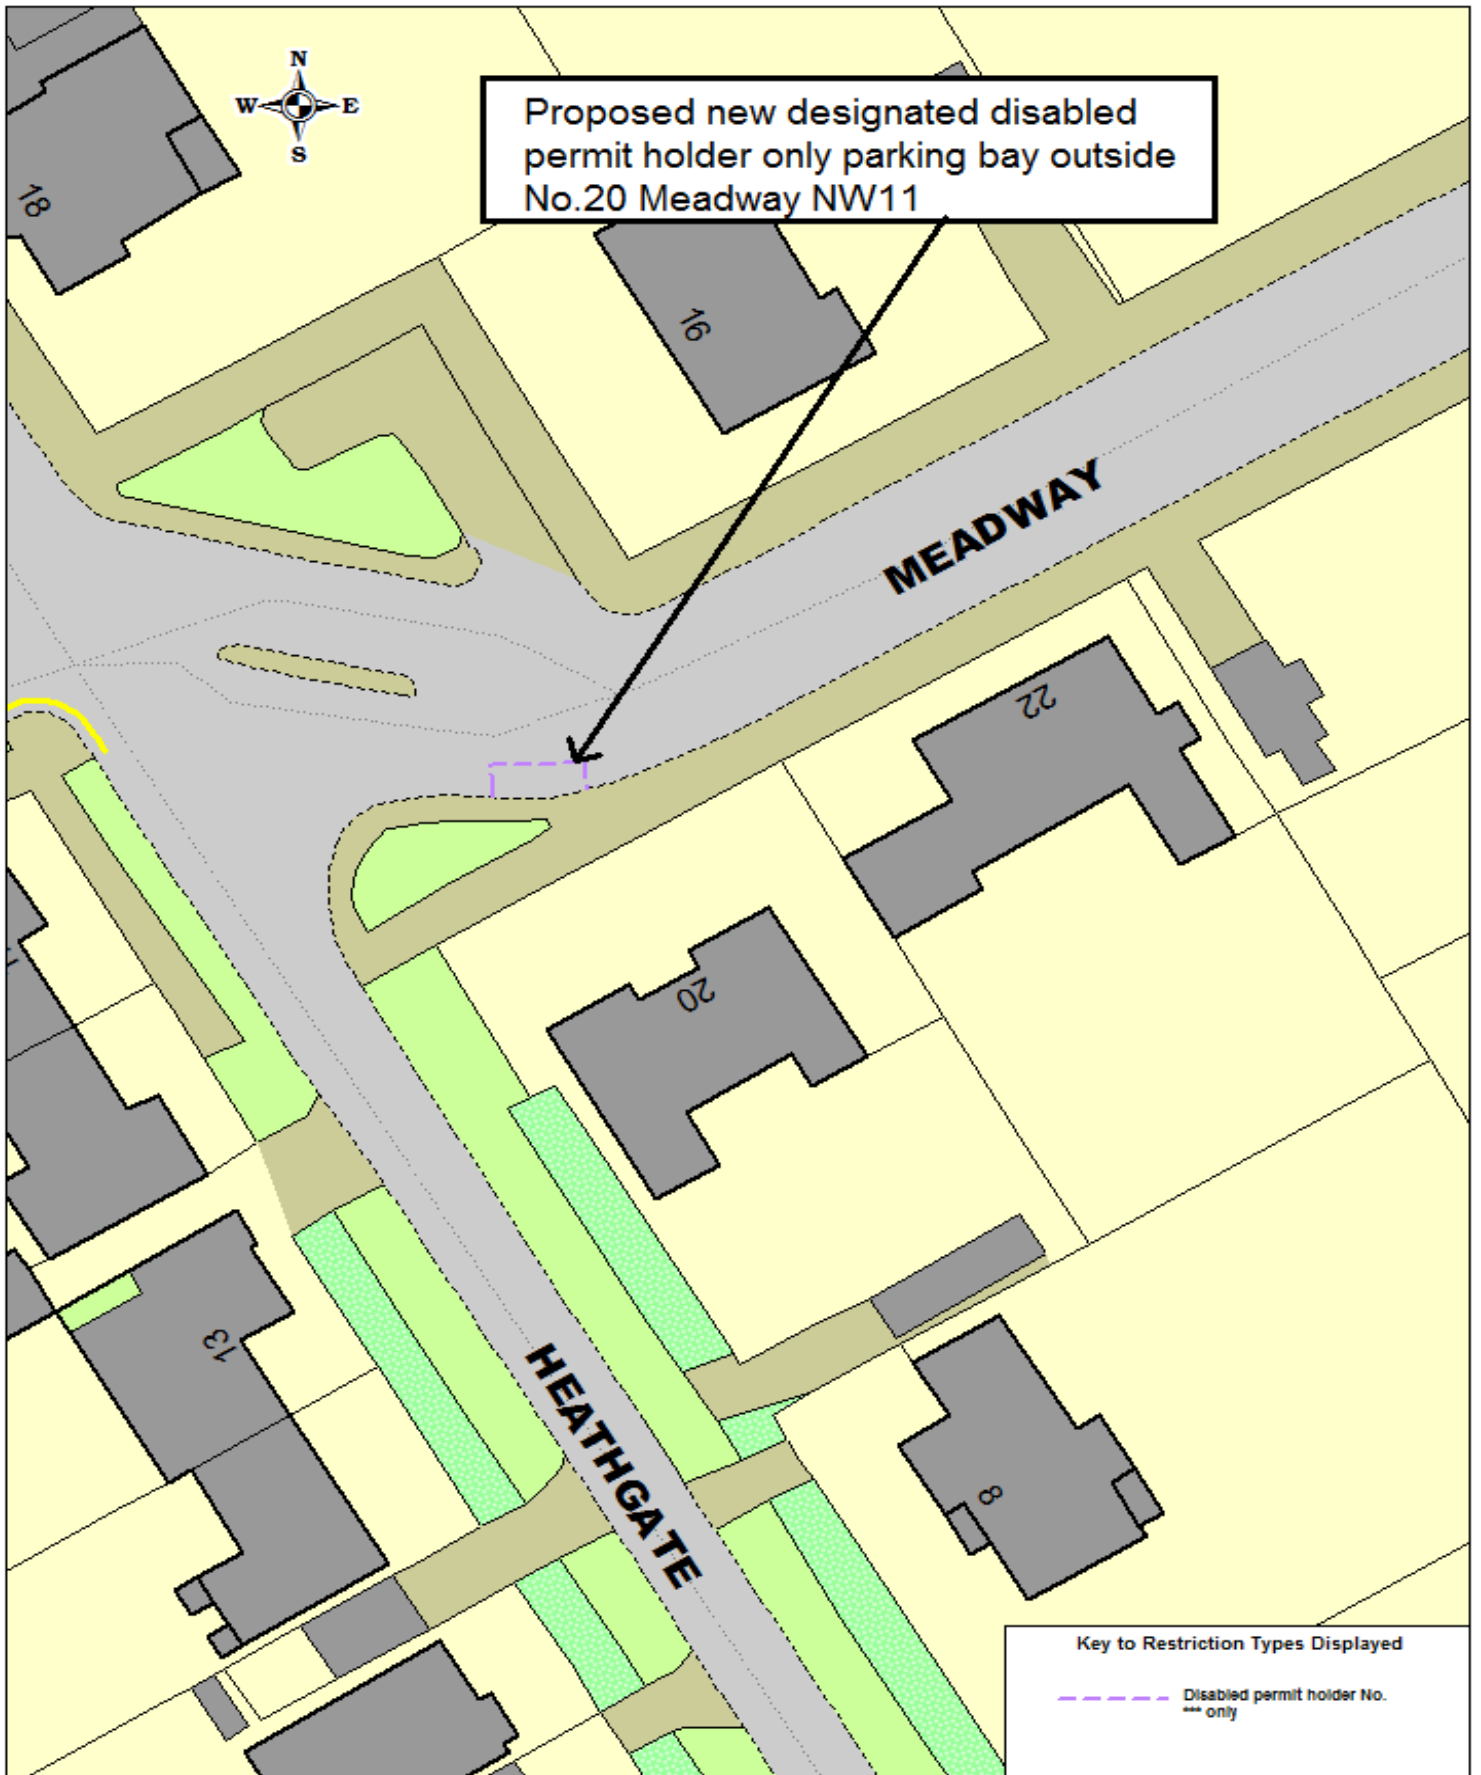 N
W E
S
Proposed new designated disabled
permit holder only parking bay outside
No.20 Meadway NW11
18
16
MEADWAY
22
20
13
HEATHGATE
8
Key to Restriction Types Displayed
Disabled permit holder No.
*** only